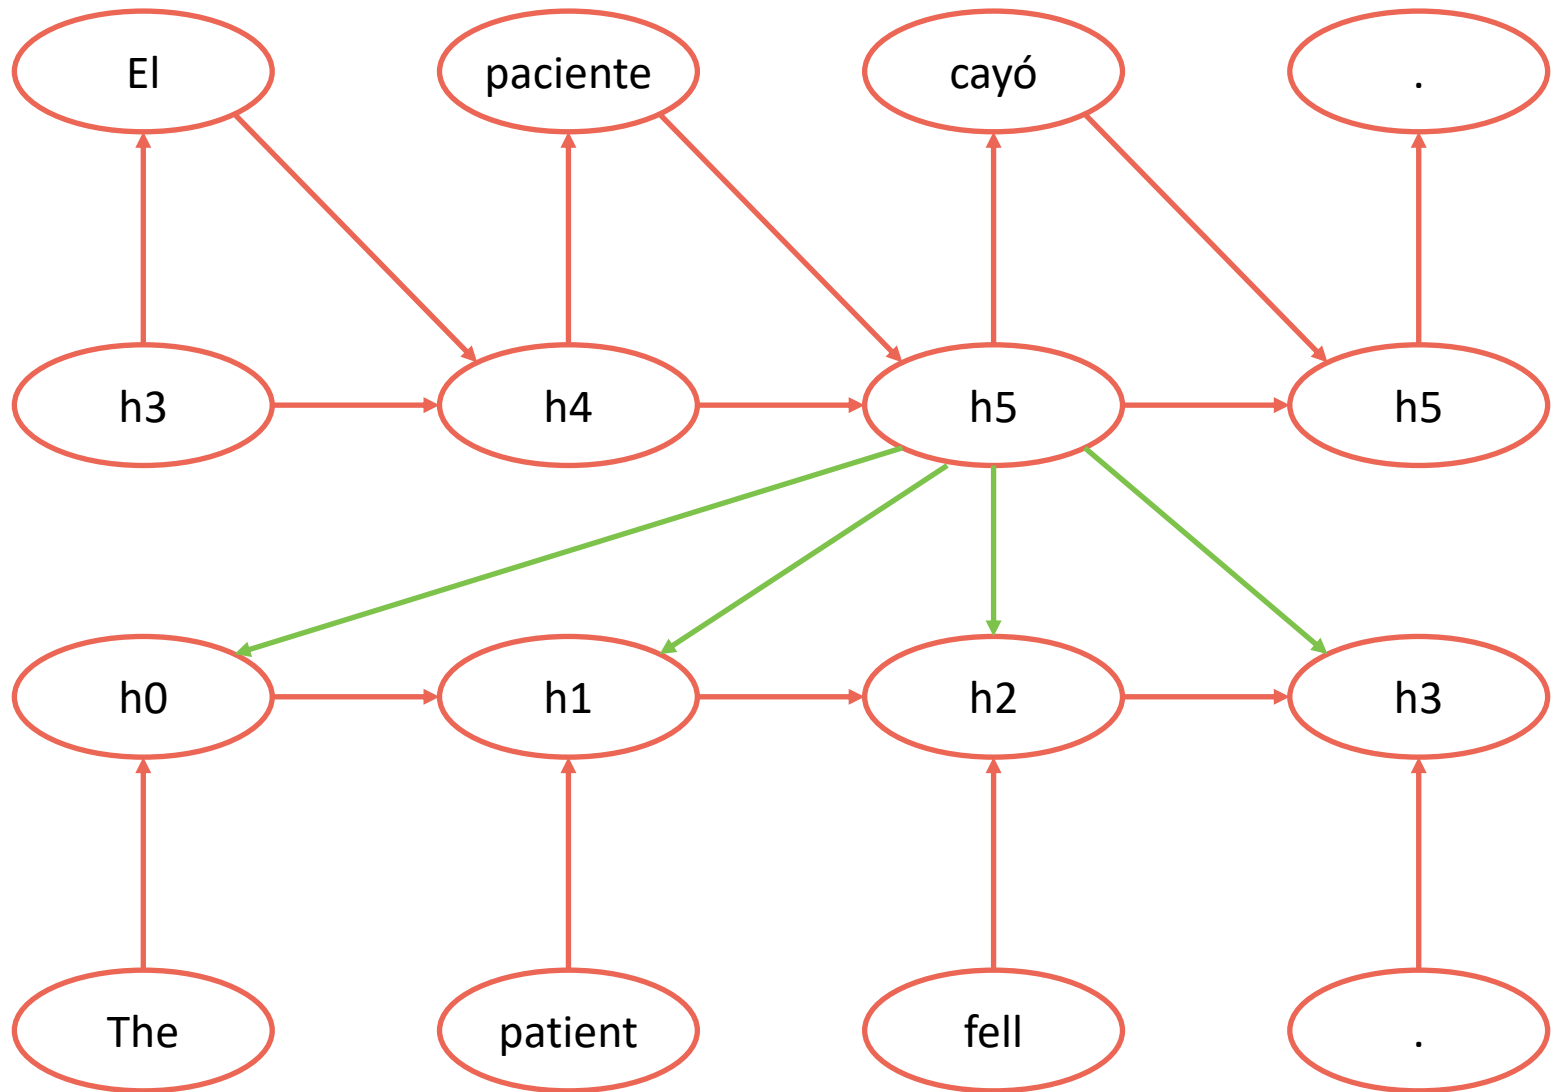 El paciente cayó .
h3 h4 h5 h5
h0 h1 h2 h3
The patient fell .